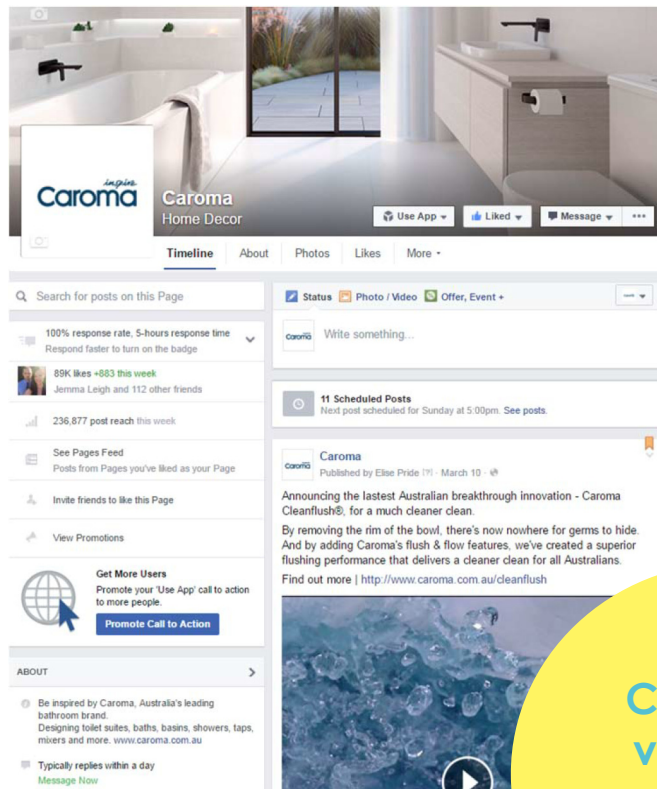 inspire
Caroma
Caroma
Home Decor
Use App
Liked
Message
Timeline About Photos Likes More
Search for posts on this Page
100% response rate, 5-hours response time
Respond faster to turn on the badge
89K likes +883 this week
Jemma Leigh and 112 other friends
236,877 post reach this week
See Pages Feed
Posts from Pages you've liked as your Page
Invite friends to like this Page
View Promotions
Get More Users
Promote your 'Use App' call to action
to more people.
Promote Call to Action
ABOUT
Be inspired by Caroma, Australia's leading
bathroom brand.
Designing toilet suites, baths, basins, showers, taps,
mixers and more. www.caroma.com.au
Typically replies within a day
Message Now
Status Photo / Video Offer, Event +
Caroma
Write something...
11 Scheduled Posts
Next post scheduled for Sunday at 5:00pm. See posts.
Caroma
Caroma
Published by Elise Pride [?] · March 10 ·
Announcing the lastest Australian breakthrough innovation - Caroma
Cleanflush®, for a much cleaner clean.
By removing the rim of the bowl, there's now nowhere for germs to hide.
And by adding Caroma's flush & flow features, we've created a superior
flushing performance that delivers a cleaner clean for all Australians.
Find out more | http://www.caroma.com.au/cleanflush
C
v